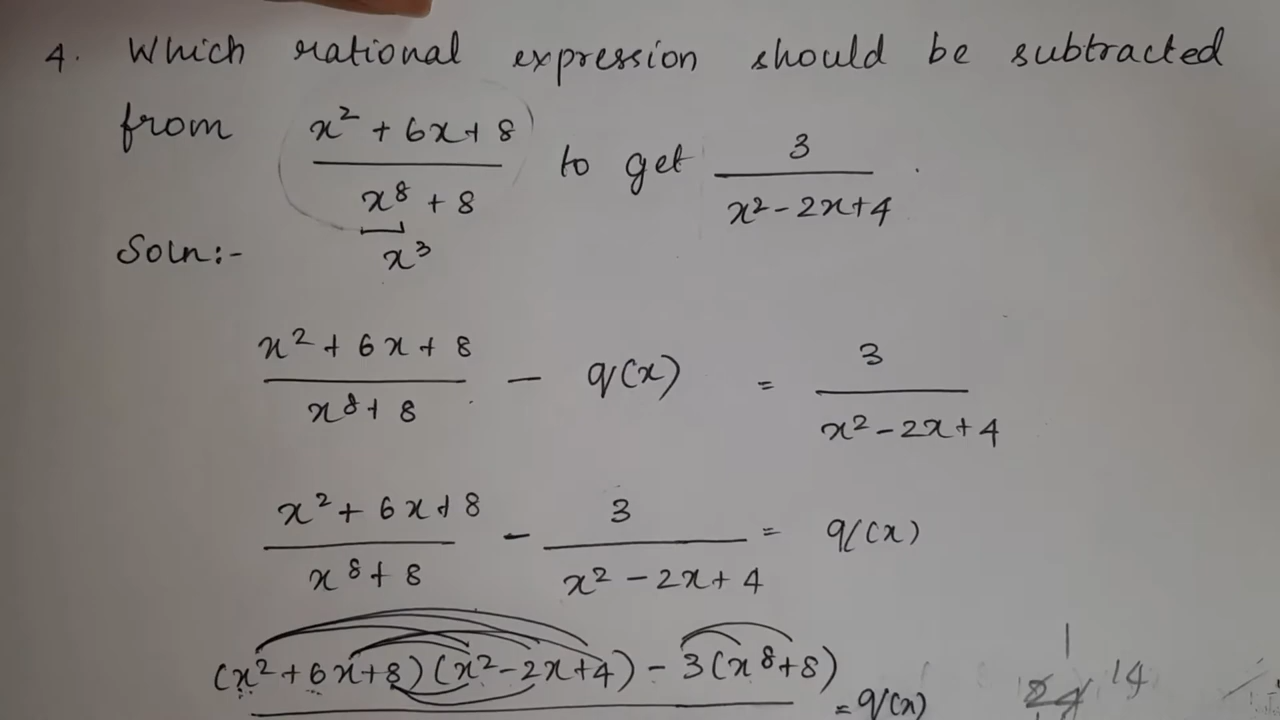 4. Which rational expression should be subtracted
from (x² + 6x + 8)/(x⁸ + 8) to get 3/(x² - 2x + 4).
x³
Soln:-
(x² + 6x + 8)/(x⁸ + 8) - q(x) = 3/(x² - 2x + 4)
(x² + 6x + 8)/(x⁸ + 8) - 3/(x² - 2x + 4) = q(x)
(x² + 6x + 8)(x² - 2x + 4) - 3(x⁸ + 8)
= q(x)
14